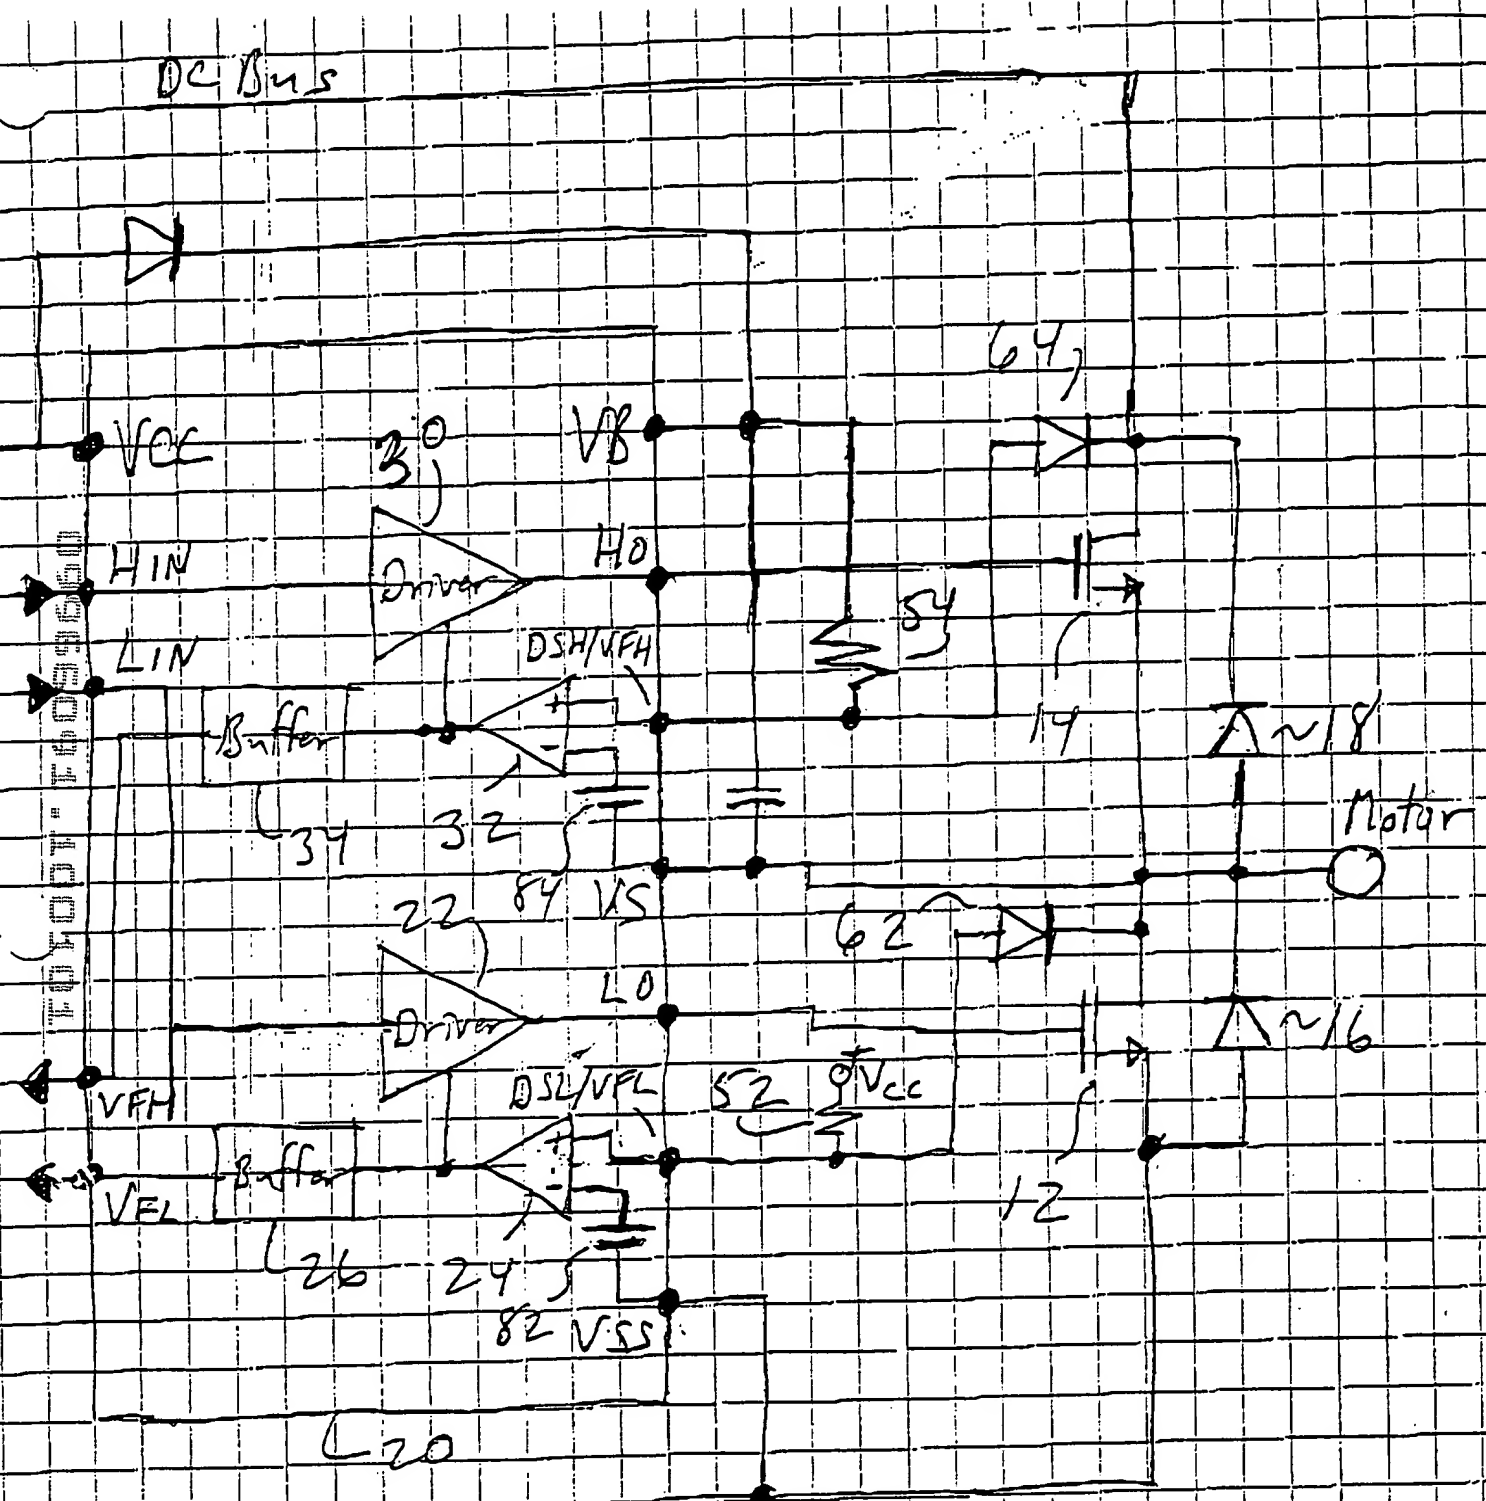 DC Bus
64
VCC
30
VB
HIN
Driver
HO
54
LIN
DSH/VFH
14
~18
Buffer
+
-
34
32
Motor
84
VS
22
62
LO
Driver
~16
VFH
DSL/VFL
52
+
Vcc
Buffer
+
-
VFL
12
26
24
82
VSS
20